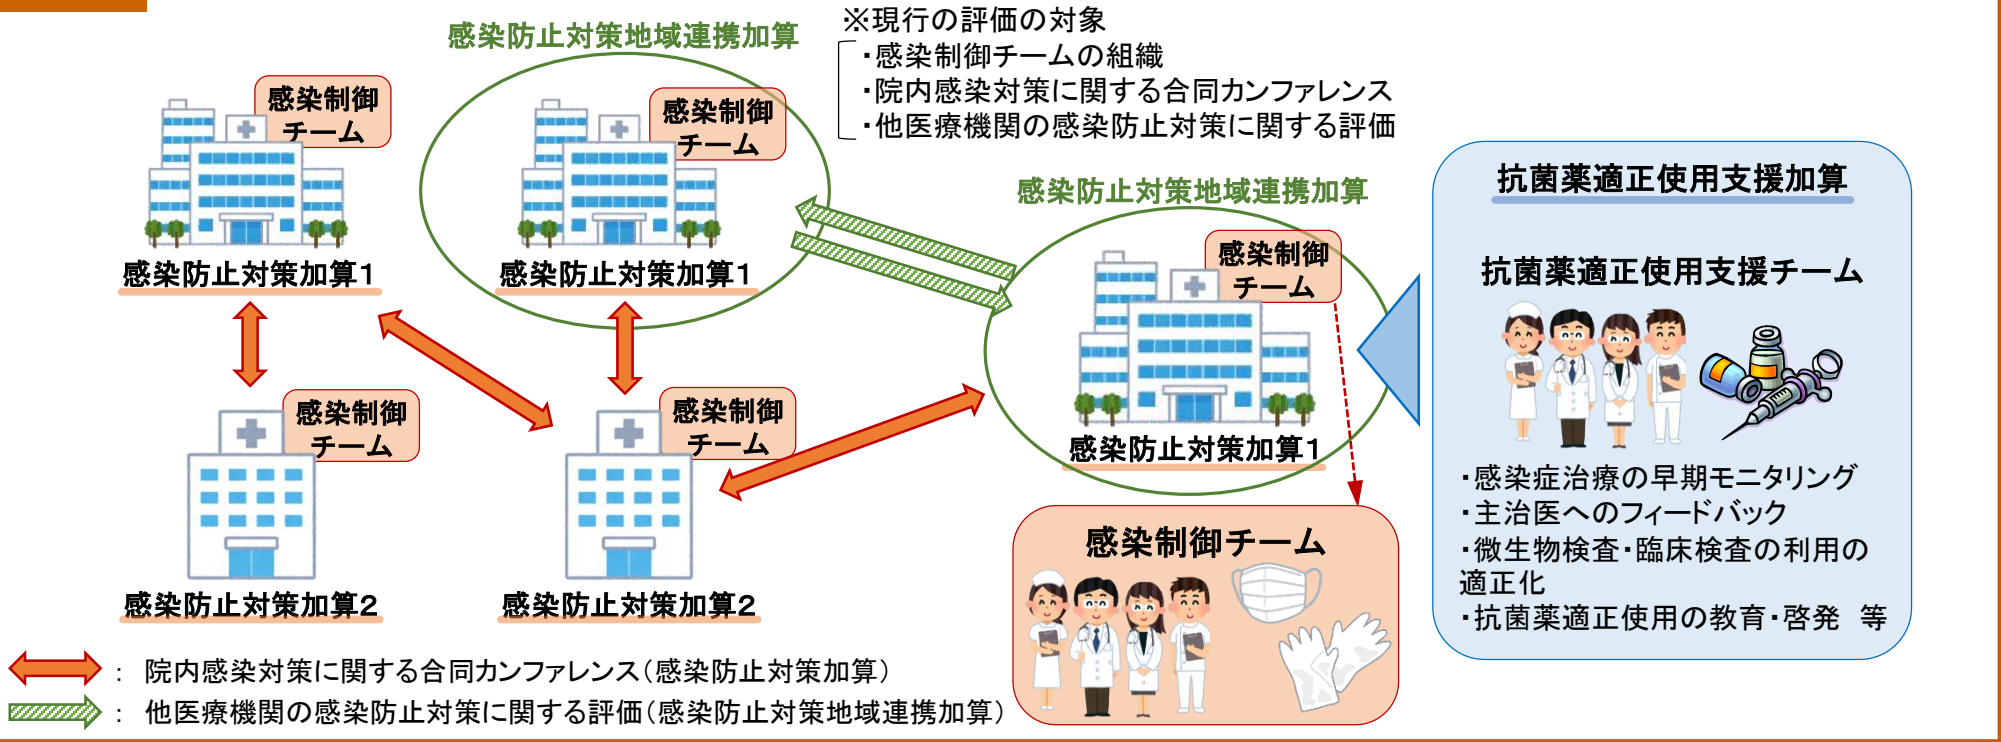 感染防止対策地域連携加算
※現行の評価の対象
・感染制御チームの組織
・院内感染対策に関する合同カンファレンス
・他医療機関の感染防止対策に関する評価
感染制御
チーム
感染防止対策加算1
感染制御
チーム
感染防止対策加算1
感染防止対策地域連携加算
感染制御
チーム
感染防止対策加算1
感染制御
チーム
感染防止対策加算2
感染制御
チーム
感染防止対策加算2
感染制御チーム
抗菌薬適正使用支援加算
抗菌薬適正使用支援チーム
・感染症治療の早期モニタリング
・主治医へのフィードバック
・微生物検査・臨床検査の利用の
適正化
・抗菌薬適正使用の教育・啓発　等
： 院内感染対策に関する合同カンファレンス（感染防止対策加算）
： 他医療機関の感染防止対策に関する評価（感染防止対策地域連携加算）